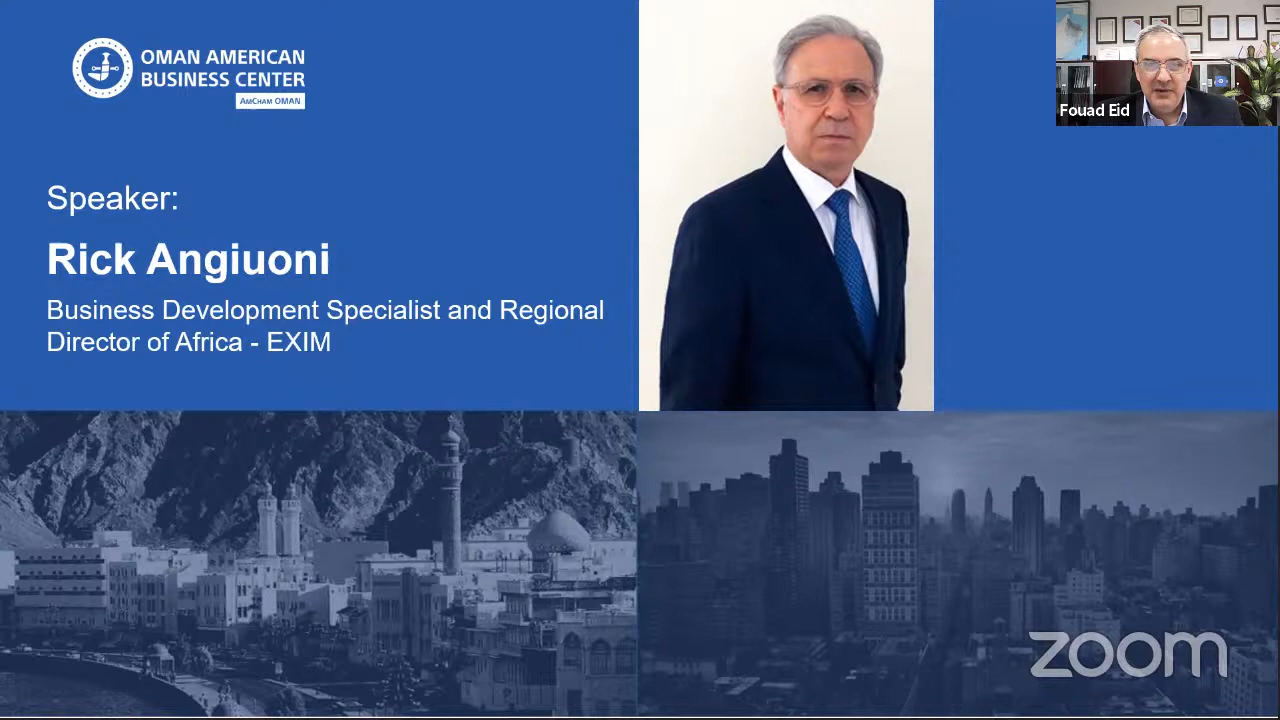 OMAN AMERICAN
BUSINESS CENTER
AMCHAM OMAN
Fouad Eid
Speaker:
Rick Angiuoni
Business Development Specialist and Regional
Director of Africa - EXIM
zoom